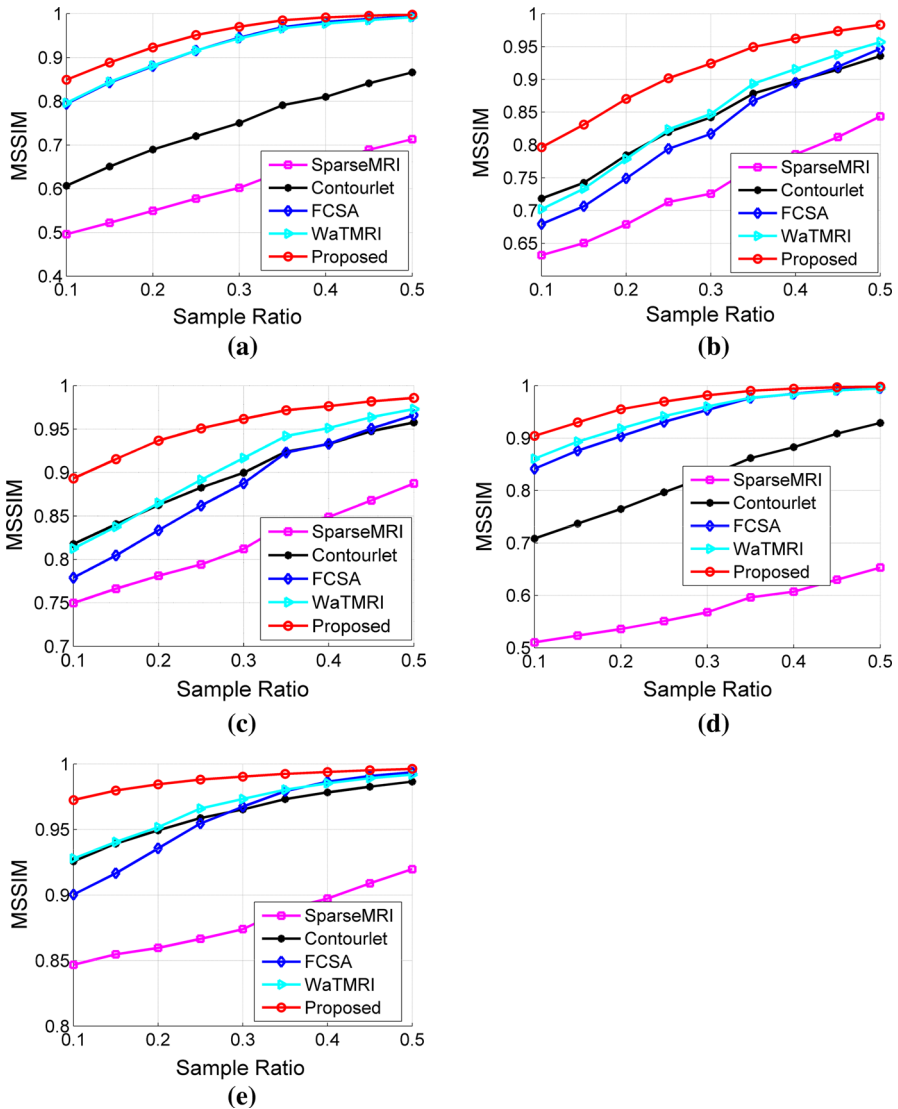 1
0.9
0.8
0.7
0.6
0.5
0.4
MSSIM
0.1 0.2 0.3 0.4 0.5
Sample Ratio
SparseMRI
Contourlet
FCSA
WaTMRI
Proposed
(a)
1
0.95
0.9
0.85
0.8
0.75
0.7
0.65
MSSIM
0.1 0.2 0.3 0.4 0.5
Sample Ratio
SparseMRI
Contourlet
FCSA
WaTMRI
Proposed
(b)
1
0.95
0.9
0.85
0.8
0.75
0.7
MSSIM
0.1 0.2 0.3 0.4 0.5
Sample Ratio
SparseMRI
Contourlet
FCSA
WaTMRI
Proposed
(c)
1
0.9
0.8
0.7
0.6
0.5
MSSIM
0.1 0.2 0.3 0.4 0.5
Sample Ratio
SparseMRI
Contourlet
FCSA
WaTMRI
Proposed
(d)
1
0.95
0.9
0.85
0.8
MSSIM
0.1 0.2 0.3 0.4 0.5
Sample Ratio
SparseMRI
Contourlet
FCSA
WaTMRI
Proposed
(e)